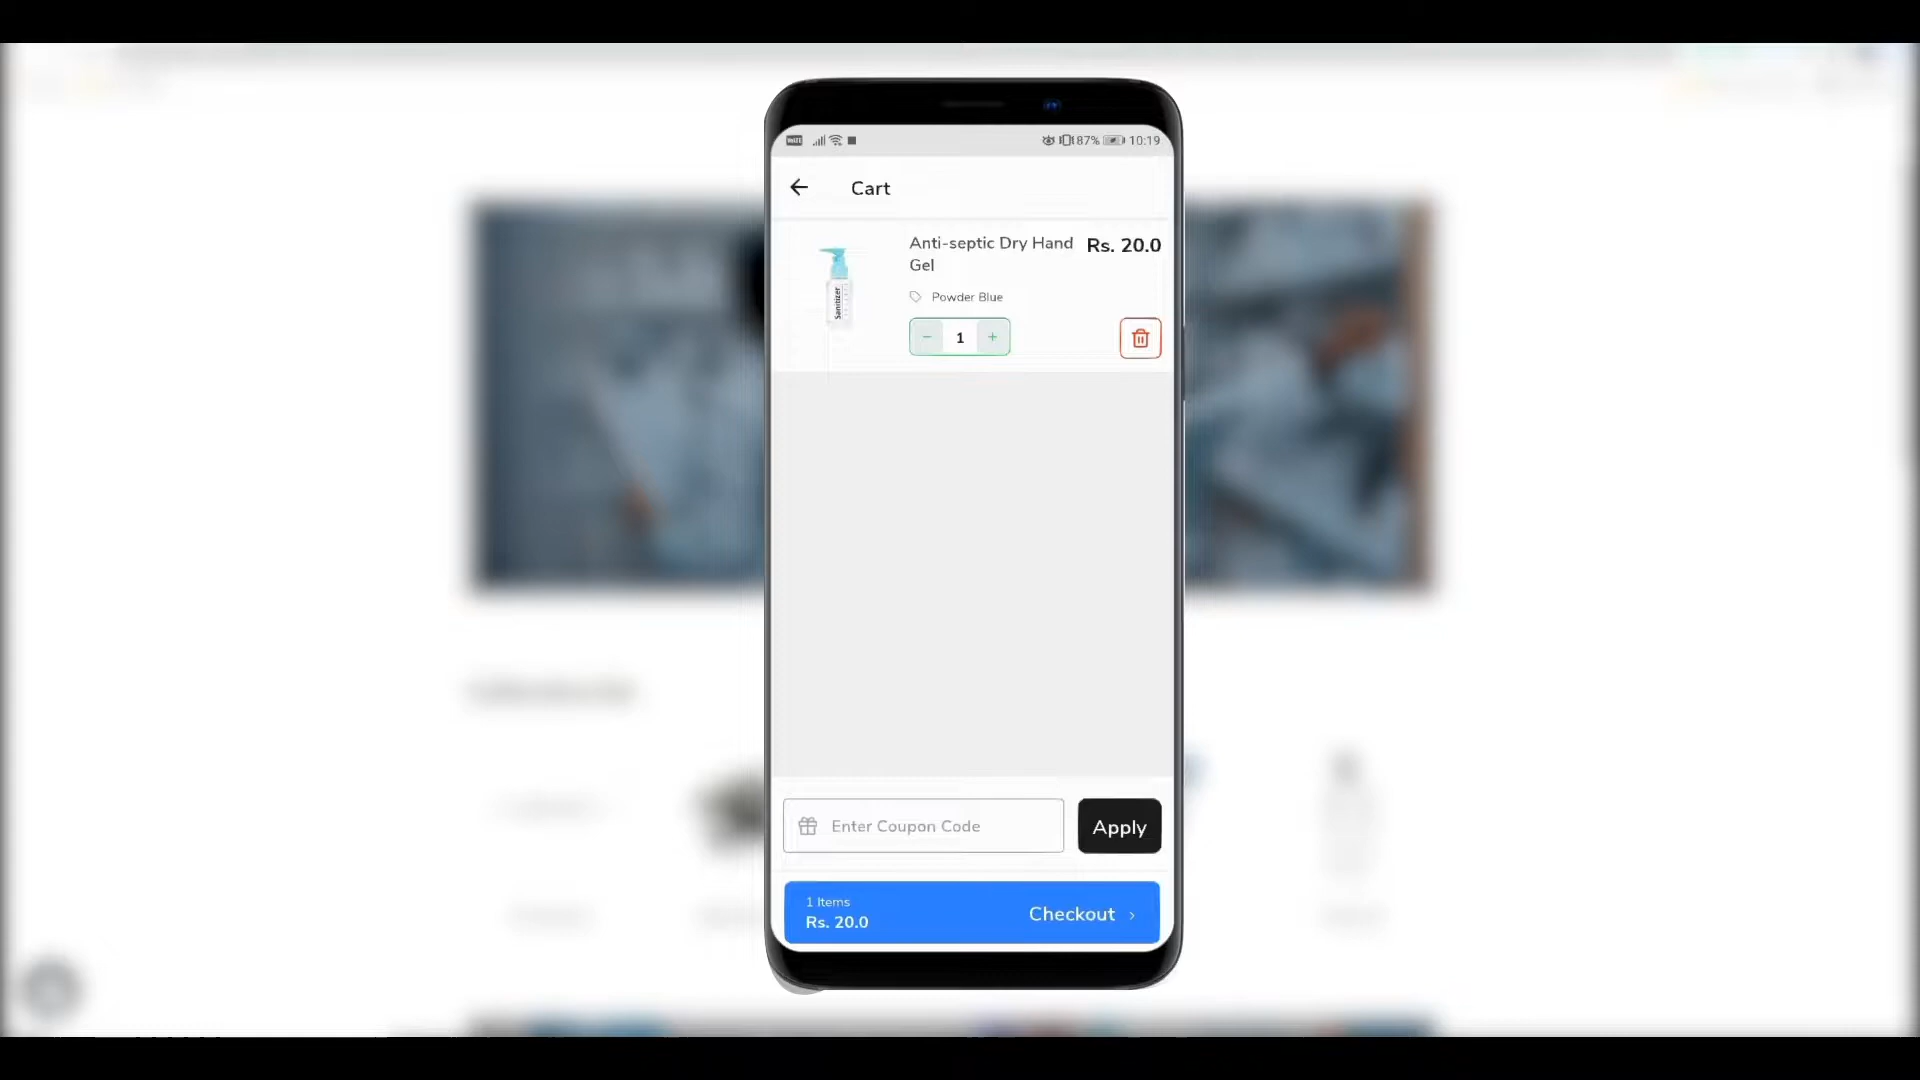 87% 10:19
Cart
Anti-septic Dry Hand Rs. 20.0
Gel
Powder Blue
Sanitizer
− 1 +
Enter Coupon Code Apply
1 Items
Rs. 20.0
Checkout ›